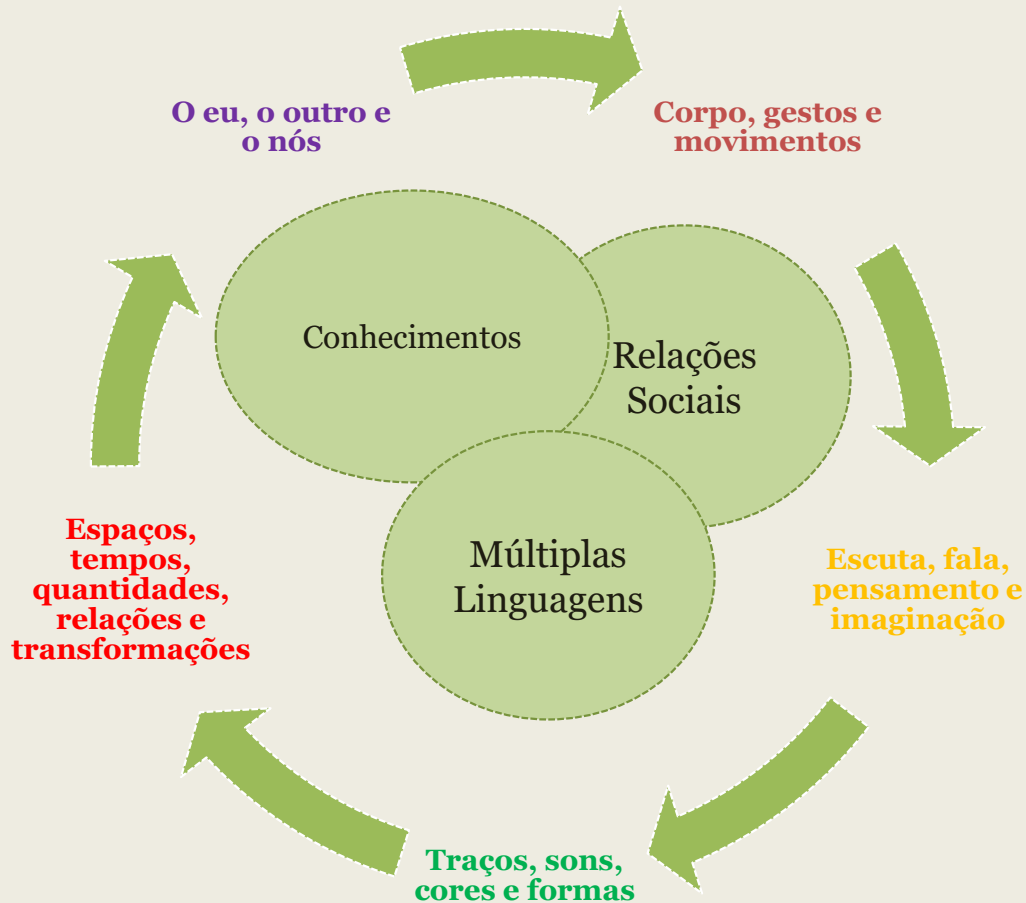 O eu, o outro e
o nós
Corpo, gestos e
movimentos
Conhecimentos
Relações
Sociais
Múltiplas
Linguagens
Espaços,
tempos,
quantidades,
relações e
transformações
Escuta, fala,
pensamento e
imaginação
Traços, sons,
cores e formas